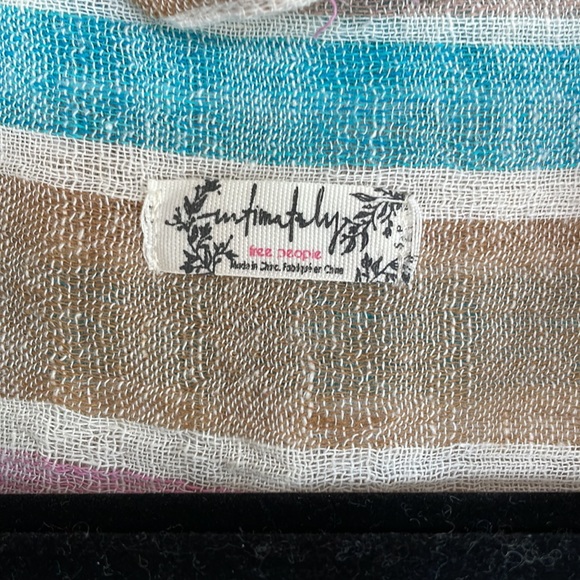 intimately
free people
Made in China. Fabriqué en Chine